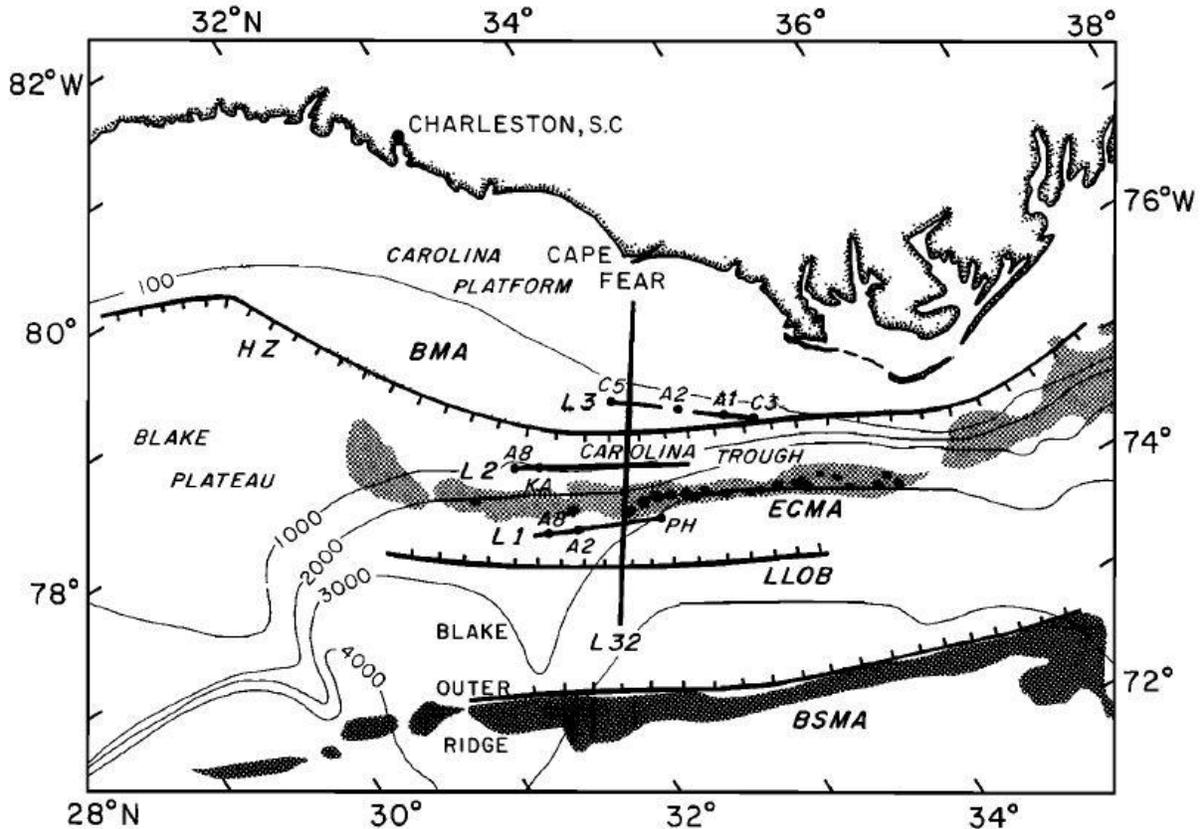 32°N 34° 36° 38°
82°W
CHARLESTON, S.C
76°W
CAROLINA
PLATFORM
CAPE
FEAR
100
80°
HZ
BMA
C5
L3
A2
A1
C3
BLAKE
PLATEAU
74°
CAROLINA
TROUGH
A8
L2
KA
ECMA
1000
A8
L1
A2
PH
2000
LLOB
78°
3000
BLAKE
L32
4000
72°
OUTER
BSMA
RIDGE
28°N 30° 32° 34°